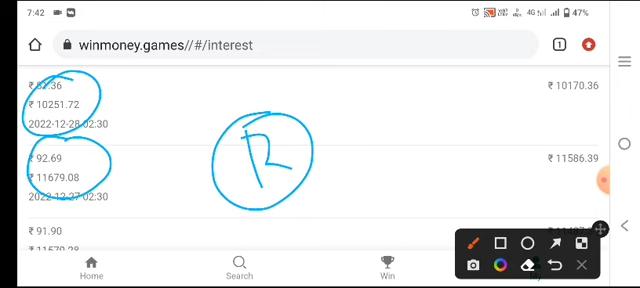 7:42 4G 47%
winmoney.games//#/interest 1
₹ 10170.36
₹ 10251.72
2022-12-28 02:30
₹ 92.69 ₹ 11586.39
₹ 11679.08
2022-12-27 02:30
R
₹ 91.90
Home Search Win